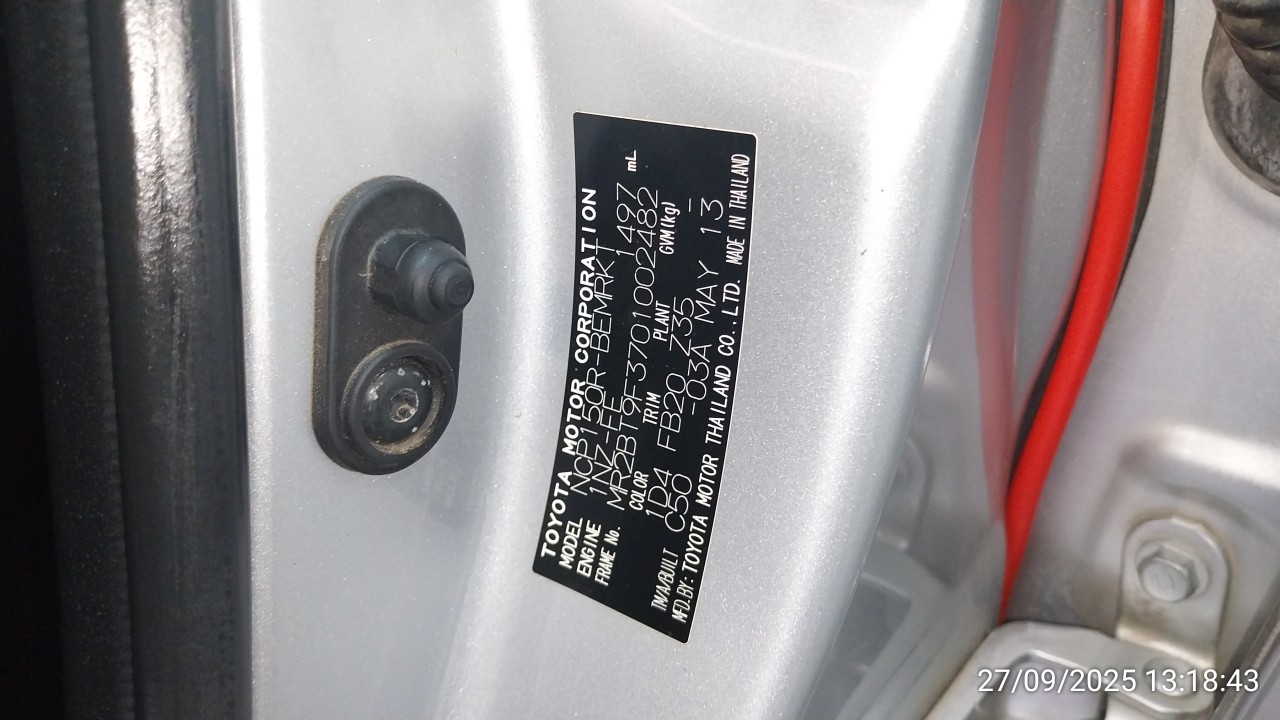 TOYOTA MOTOR CORPORATION
MODEL NCP150R-BEMRKT
ENGINE 1NZ-FE 1497 mL
FRAME No. MR2BT9F3701002482
COLOR TRIM PLANT GVM(kg)
1D4 FB20 Z35
TM/A/BUILT C50 -03A MAY 13
MFD.BY: TOYOTA MOTOR THAILAND CO.,LTD. MADE IN THAILAND
27/09/2025 13:18:43